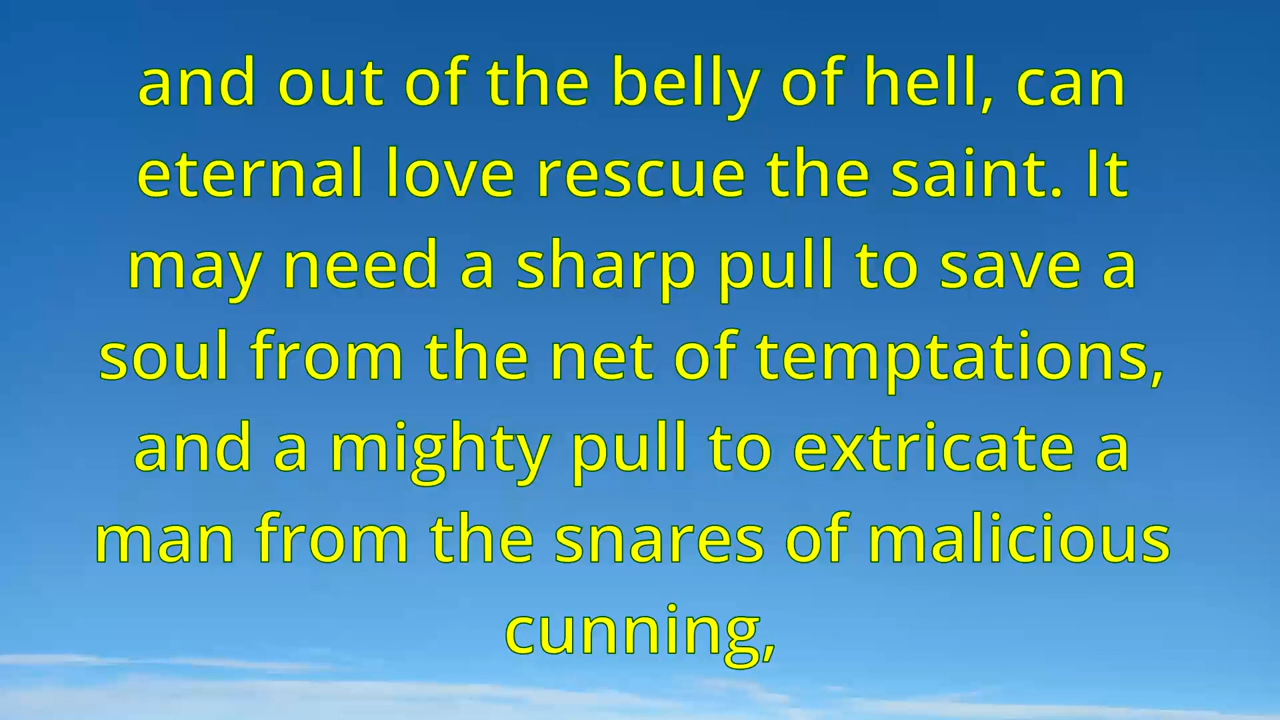 and out of the belly of hell, can
eternal love rescue the saint. It
may need a sharp pull to save a
soul from the net of temptations,
and a mighty pull to extricate a
man from the snares of malicious
cunning,